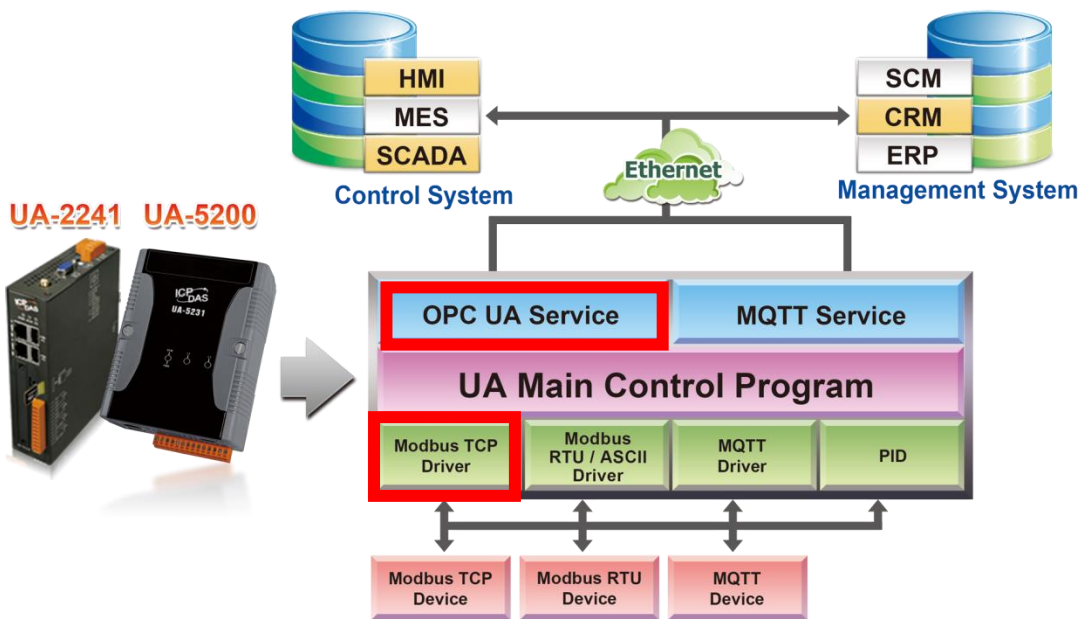 HMI
MES
SCADA
Control System
SCM
CRM
ERP
Management System
Ethernet
UA-2241 UA-5200
ICP DAS
ICP DAS
UA-5231
OPC UA Service
MQTT Service
UA Main Control Program
Modbus TCP
Driver
Modbus
RTU / ASCII
Driver
MQTT
Driver
PID
Modbus TCP
Device
Modbus RTU
Device
MQTT
Device